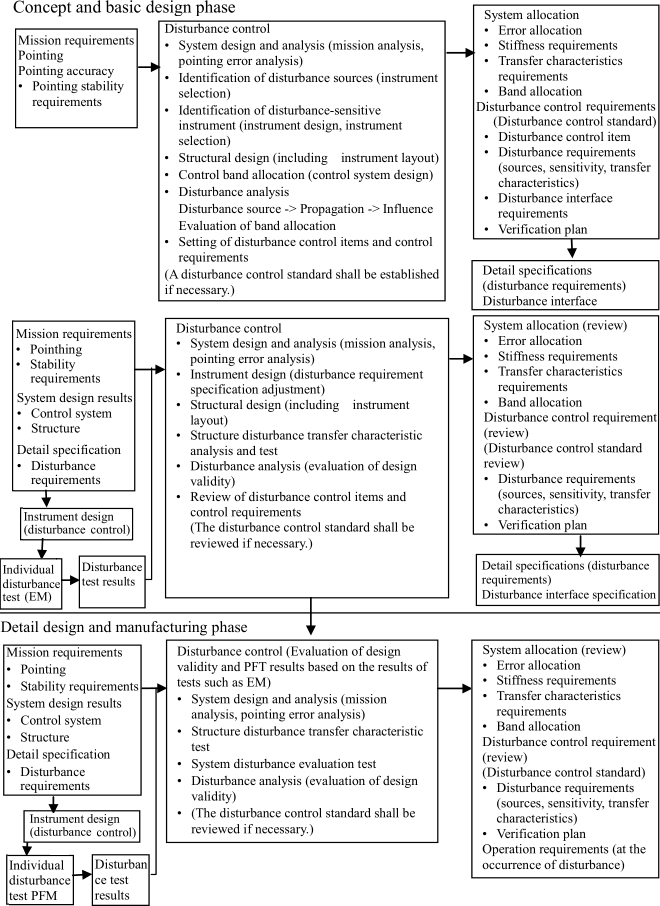 Concept and basic design phase
Mission requirements
Pointing
Pointing accuracy
• Pointing stability
requirements
Disturbance control
• System design and analysis (mission analysis,
pointing error analysis)
• Identification of disturbance sources (instrument
selection)
• Identification of disturbance-sensitive
instrument (instrument design, instrument
selection)
• Structural design (including instrument layout)
• Control band allocation (control system design)
• Disturbance analysis
Disturbance source -> Propagation -> Influence
Evaluation of band allocation
• Setting of disturbance control items and control
requirements
(A disturbance control standard shall be established
if necessary.)
System allocation
• Error allocation
• Stiffness requirements
• Transfer characteristics
requirements
• Band allocation
Disturbance control requirements
(Disturbance control standard)
• Disturbance control item
• Disturbance requirements
(sources, sensitivity, transfer
characteristics)
• Disturbance interface
requirements
• Verification plan
Detail specifications
(disturbance requirements)
Disturbance interface
Mission requirements
• Pointhing
• Stability
requirements
System design results
• Control system
• Structure
Detail specification
• Disturbance
requirements
Instrument design
(disturbance control)
Individual
disturbance
test (EM)
Disturbance
test results
Disturbance control
• System design and analysis (mission analysis,
pointing error analysis)
• Instrument design (disturbance requirement
specification adjustment)
• Structural design (including instrument
layout)
• Structure disturbance transfer characteristic
analysis and test
• Disturbance analysis (evaluation of design
validity)
• Review of disturbance control items and
control requirements
(The disturbance control standard shall be
reviewed if necessary.)
System allocation (review)
• Error allocation
• Stiffness requirements
• Transfer characteristics
requirements
• Band allocation
Disturbance control requirement
(review)
(Disturbance control standard
review)
• Disturbance requirements
(sources, sensitivity, transfer
characteristics)
• Verification plan
Detail specifications (disturbance
requirements)
Disturbance interface specification
Detail design and manufacturing phase
Mission requirements
• Pointing
• Stability requirements
System design results
• Control system
• Structure
Detail specification
• Disturbance
requirements
Instrument design
(disturbance control)
Individual
disturbance
test PFM
Disturban
ce test
results
Disturbance control (Evaluation of design
validity and PFT results based on the results of
tests such as EM)
• System design and analysis (mission
analysis, pointing error analysis)
• Structure disturbance transfer characteristic
test
• System disturbance evaluation test
• Disturbance analysis (evaluation of design
validity)
• (The disturbance control standard shall be
reviewed if necessary.)
System allocation (review)
• Error allocation
• Stiffness requirements
• Transfer characteristics
requirements
• Band allocation
Disturbance control requirement
(review)
(Disturbance control standard)
• Disturbance requirements
(sources, sensitivity, transfer
characteristics)
• Verification plan
Operation requirements (at the
occurrence of disturbance)